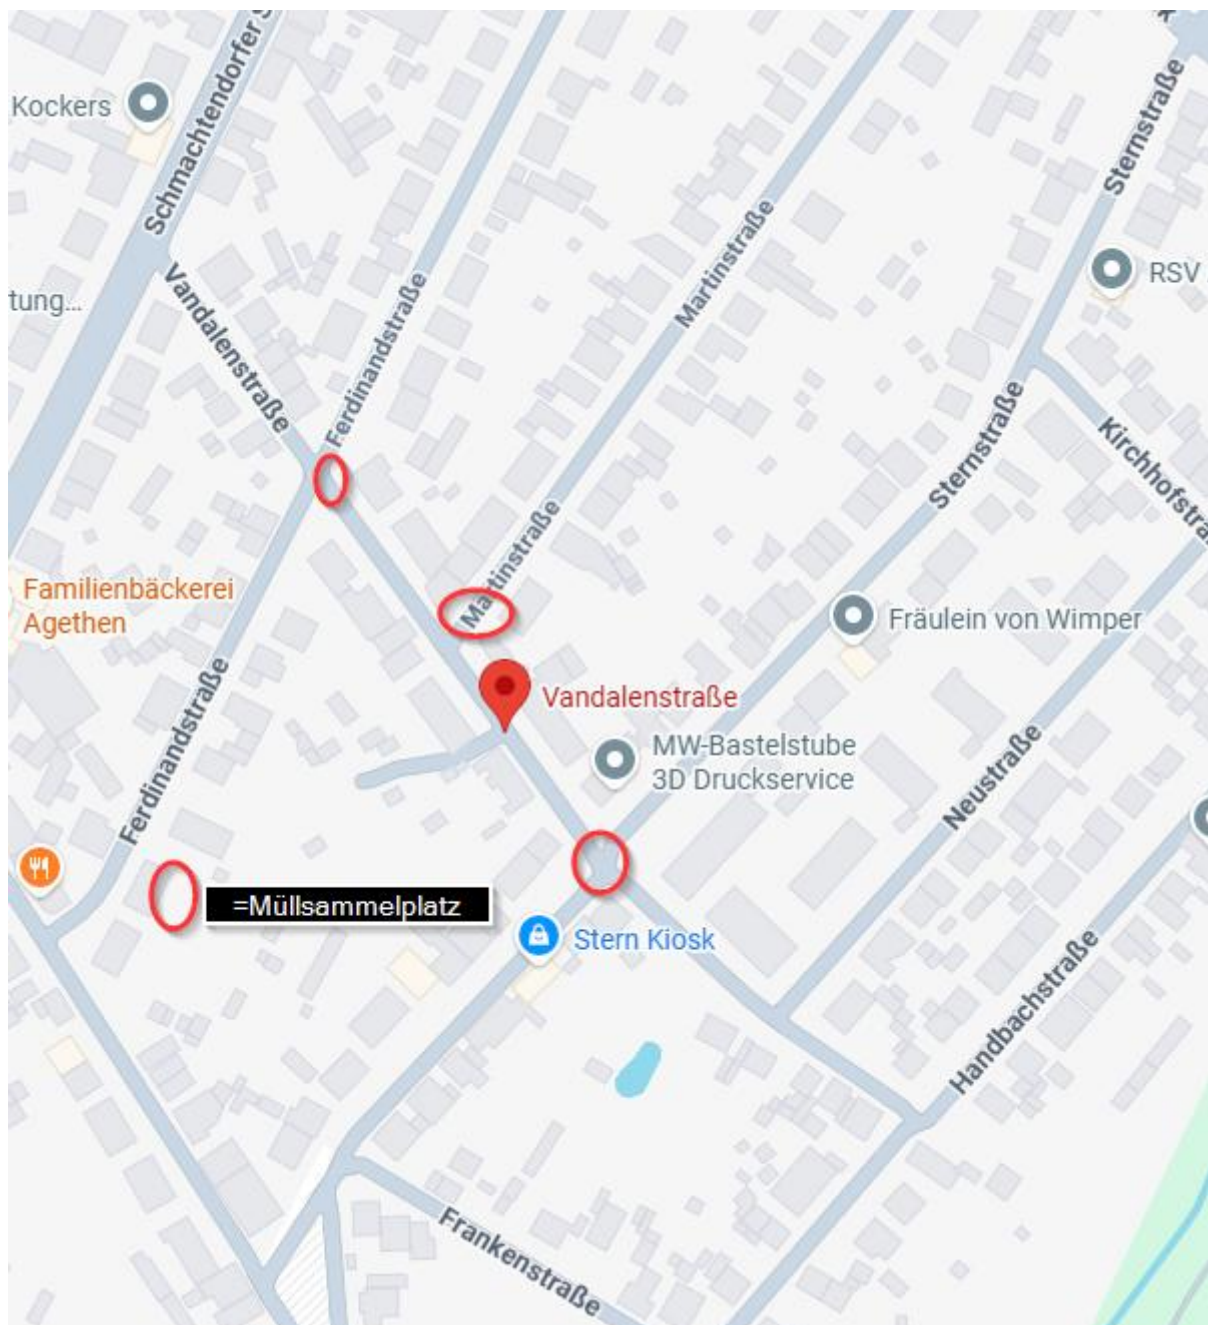 Kockers
Schmachtendorfer S
Sternstraße
tung...
Vandalenstraße
Ferdinandstraße
Martinstraße
RSV
Sternstraße
Kirchhofstra
Martinstraße
Familienbäckerei
Agethen
Fräulein von Wimper
Ferdinandstraße
Vandalenstraße
MW-Bastelstube
3D Druckservice
Neustraße
=Müllsammelplatz
Stern Kiosk
Handbachstraße
Frankenstraße